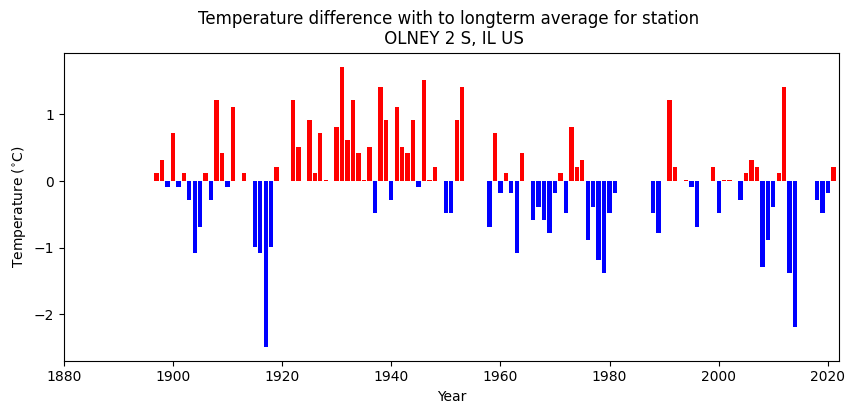 Temperature difference with to longterm average for station
OLNEY 2 S, IL US
Temperature (°C)
1
0
−1
−2
1880 1900 1920 1940 1960 1980 2000 2020
Year